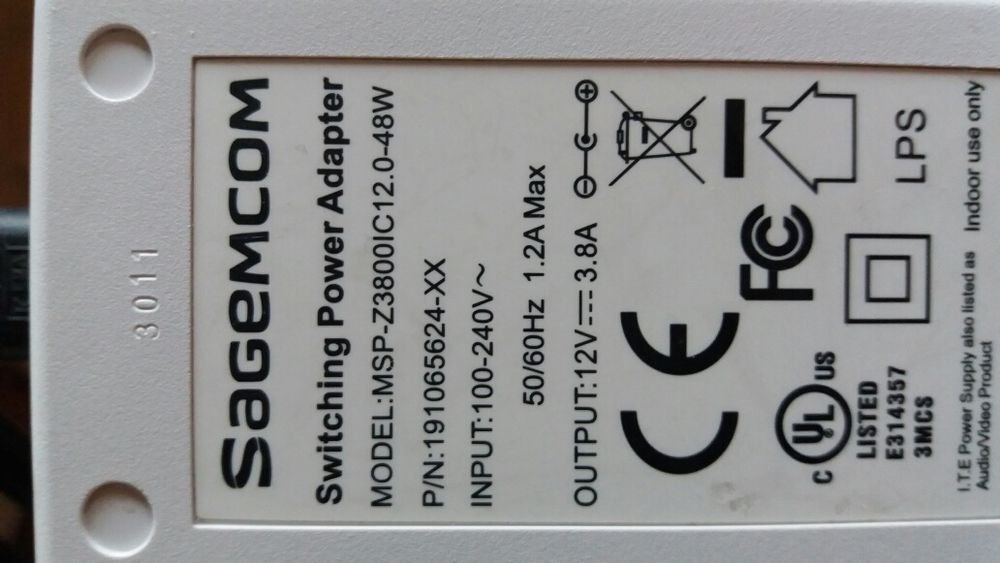 Sagemcom
Switching Power Adapter
MODEL:MSP-Z3800IC12.0-48W
P/N:191065624-XX
INPUT:100-240V~
50/60Hz 1.2A Max
OUTPUT:12V⎓3.8A
CE
FC
LPS
C UL US
LISTED
E314357
3MCS
I.T.E Power Supply also listed as
Audio/Video Product
Indoor use only
3011